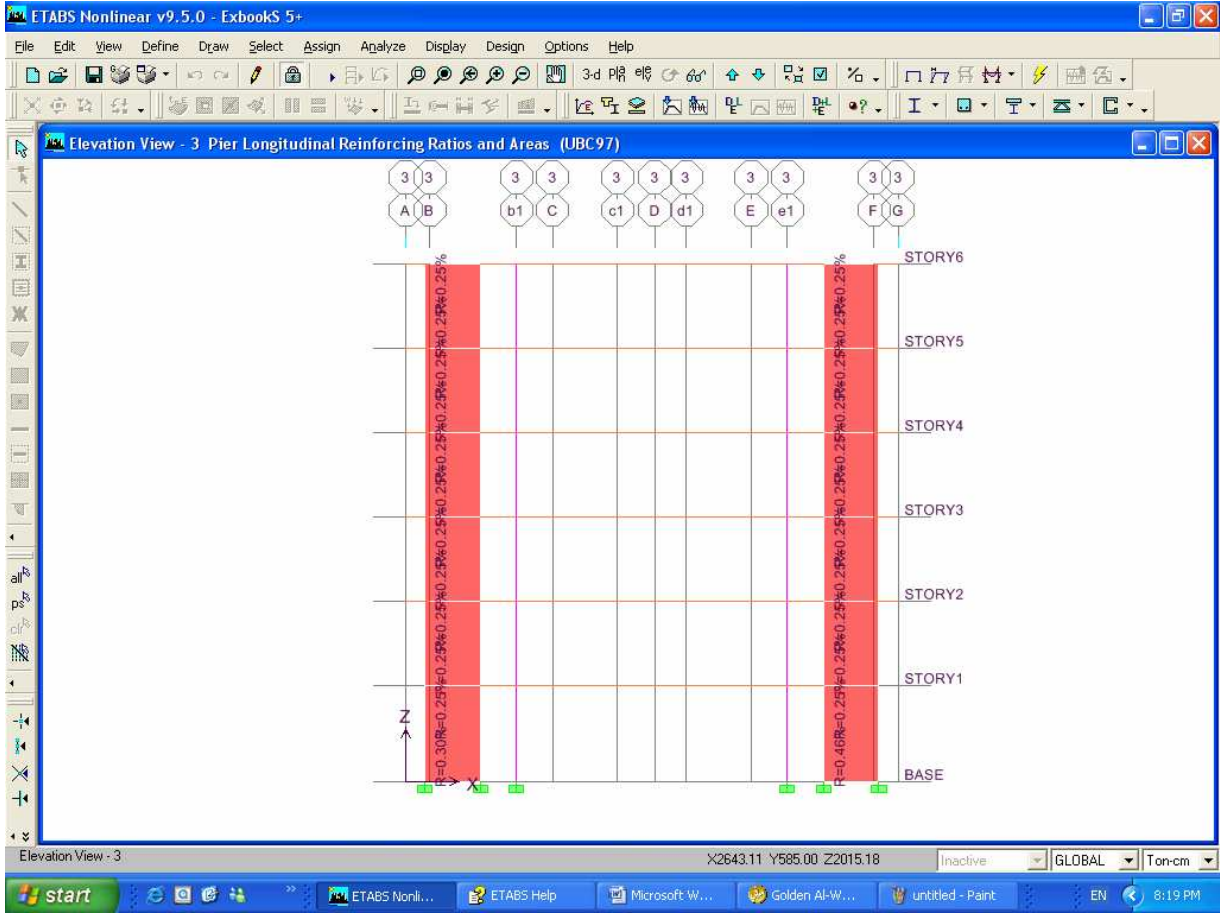 ETABS Nonlinear v9.5.0 - ExbookS 5+
File Edit View Define Draw Select Assign Analyze Display Design Options Help
3-d
Elevation View - 3 Pier Longitudinal Reinforcing Ratios and Areas (UBC97)
3 3 3 3 3 3 3 3 3 3 3
A B b1 C c1 D d1 E e1 F G
STORY6
STORY5
STORY4
STORY3
STORY2
all
ps
clr
STORY1
Z
X
BASE
Elevation View - 3 X2643.11 Y585.00 Z2015.18 Inactive GLOBAL Ton-cm
start ETABS Nonli... ETABS Help Microsoft W... Golden Al-W... untitled - Paint EN 8:19 PM